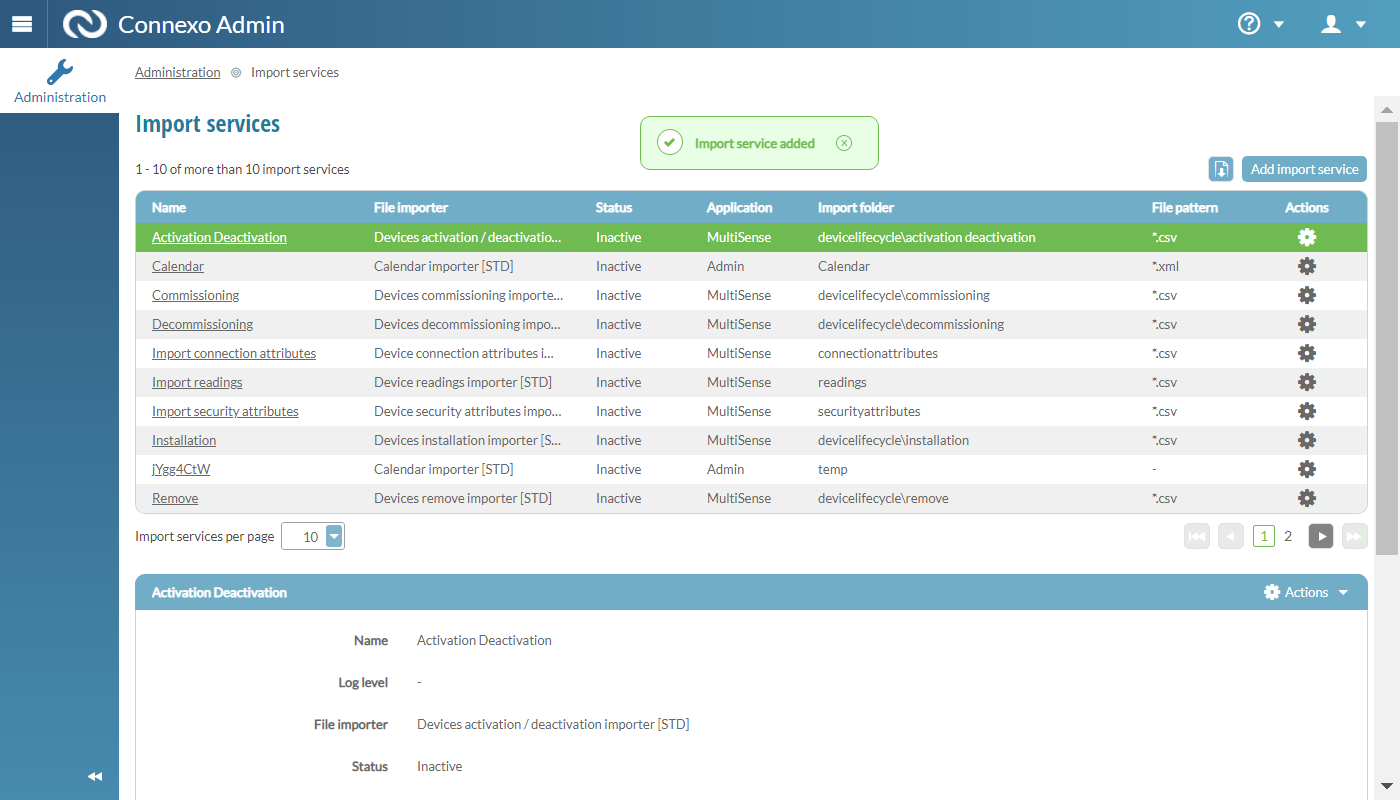 Connexo Admin
Administration
Administration Import services
Import services
Import service added
1 - 10 of more than 10 import services
Add import service
Name File importer Status Application Import folder File pattern Actions
Activation Deactivation Devices activation / deactivatio... Inactive MultiSense devicelifecycle\activation deactivation *.csv
Calendar Calendar importer [STD] Inactive Admin Calendar *.xml
Commissioning Devices commissioning importe... Inactive MultiSense devicelifecycle\commissioning *.csv
Decommissioning Devices decommissioning impo... Inactive MultiSense devicelifecycle\decommissioning *.csv
Import connection attributes Device connection attributes i... Inactive MultiSense connectionattributes *.csv
Import readings Device readings importer [STD] Inactive MultiSense readings *.csv
Import security attributes Device security attributes impo... Inactive MultiSense securityattributes *.csv
Installation Devices installation importer [S... Inactive MultiSense devicelifecycle\installation *.csv
jYgg4CtW Calendar importer [STD] Inactive Admin temp -
Remove Devices remove importer [STD] Inactive MultiSense devicelifecycle\remove *.csv
Import services per page 10 1 2
Activation Deactivation Actions
Name Activation Deactivation
Log level -
File importer Devices activation / deactivation importer [STD]
Status Inactive